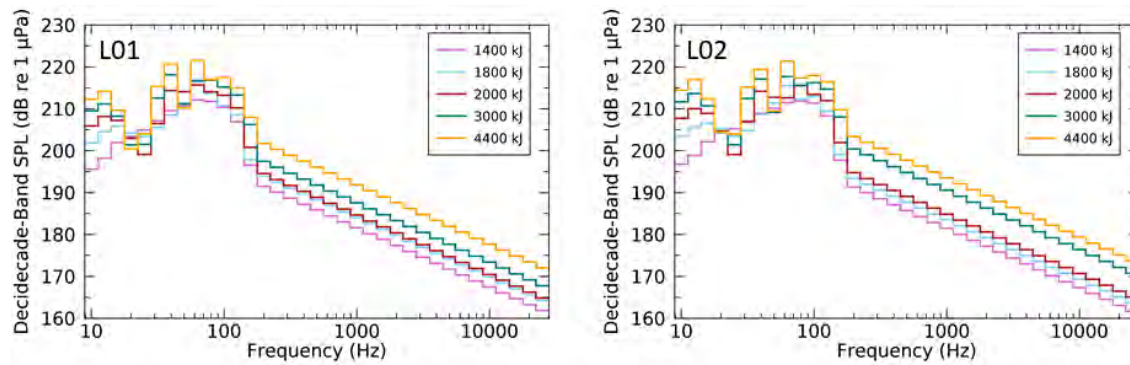 L01
Decidecade-Band SPL (dB re 1 µPa)
230
220
210
200
190
180
170
160
10
100
1000
10000
Frequency (Hz)
1400 kJ
1800 kJ
2000 kJ
3000 kJ
4400 kJ
L02
Decidecade-Band SPL (dB re 1 µPa)
230
220
210
200
190
180
170
160
10
100
1000
10000
Frequency (Hz)
1400 kJ
1800 kJ
2000 kJ
3000 kJ
4400 kJ